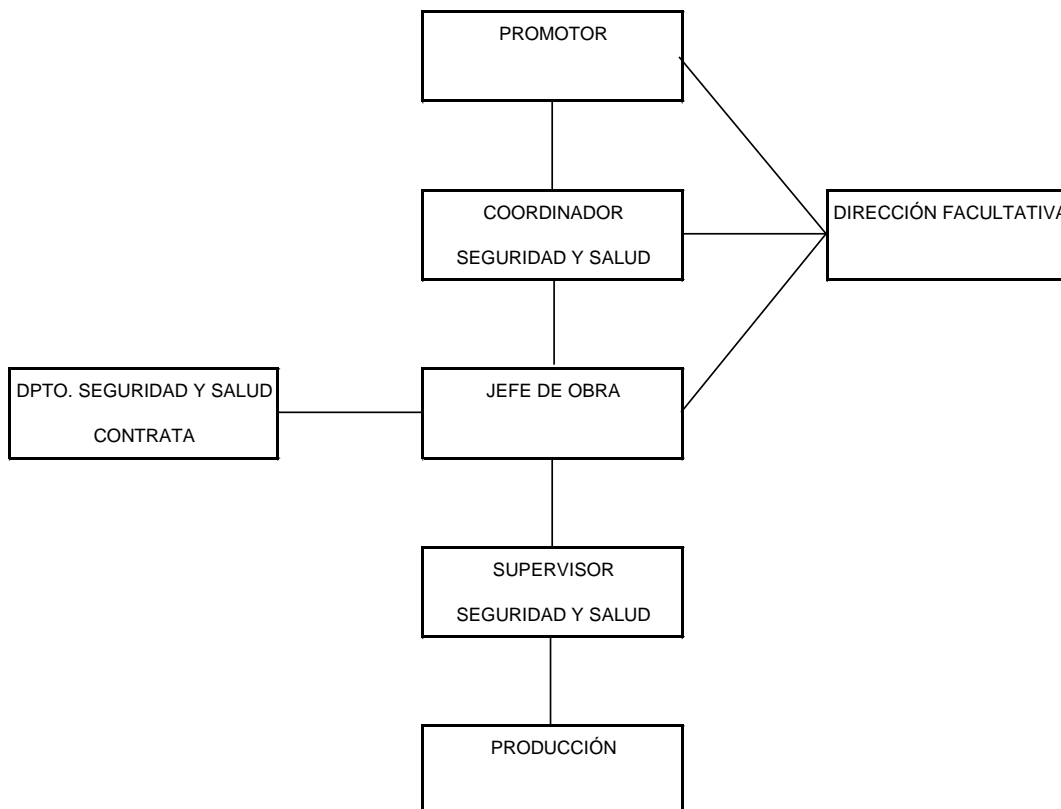 PROMOTOR
COORDINADOR
SEGURIDAD Y SALUD
DIRECCIÓN FACULTATIVA
DPTO. SEGURIDAD Y SALUD
CONTRATA
JEFE DE OBRA
SUPERVISOR
SEGURIDAD Y SALUD
PRODUCCIÓN